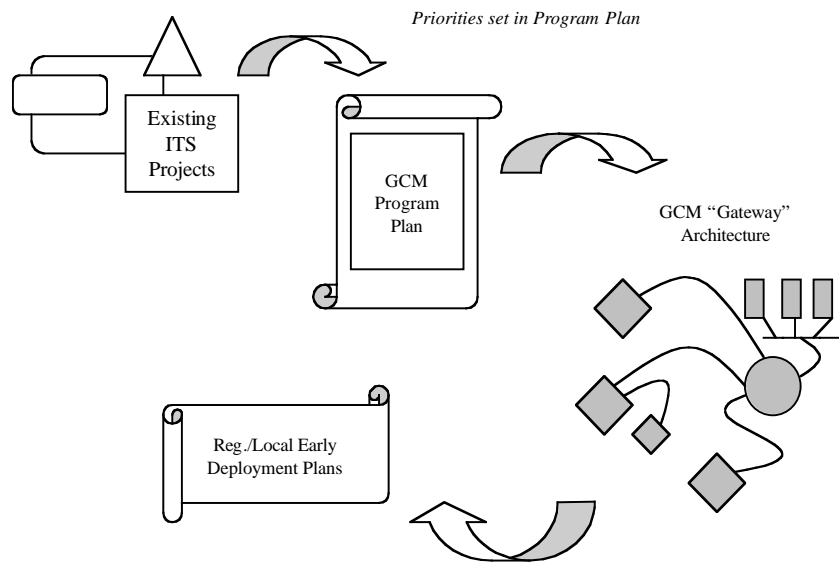 Priorities set in Program Plan
Existing
ITS
Projects
GCM
Program
Plan
GCM “Gateway”
Architecture
Reg./Local Early
Deployment Plans